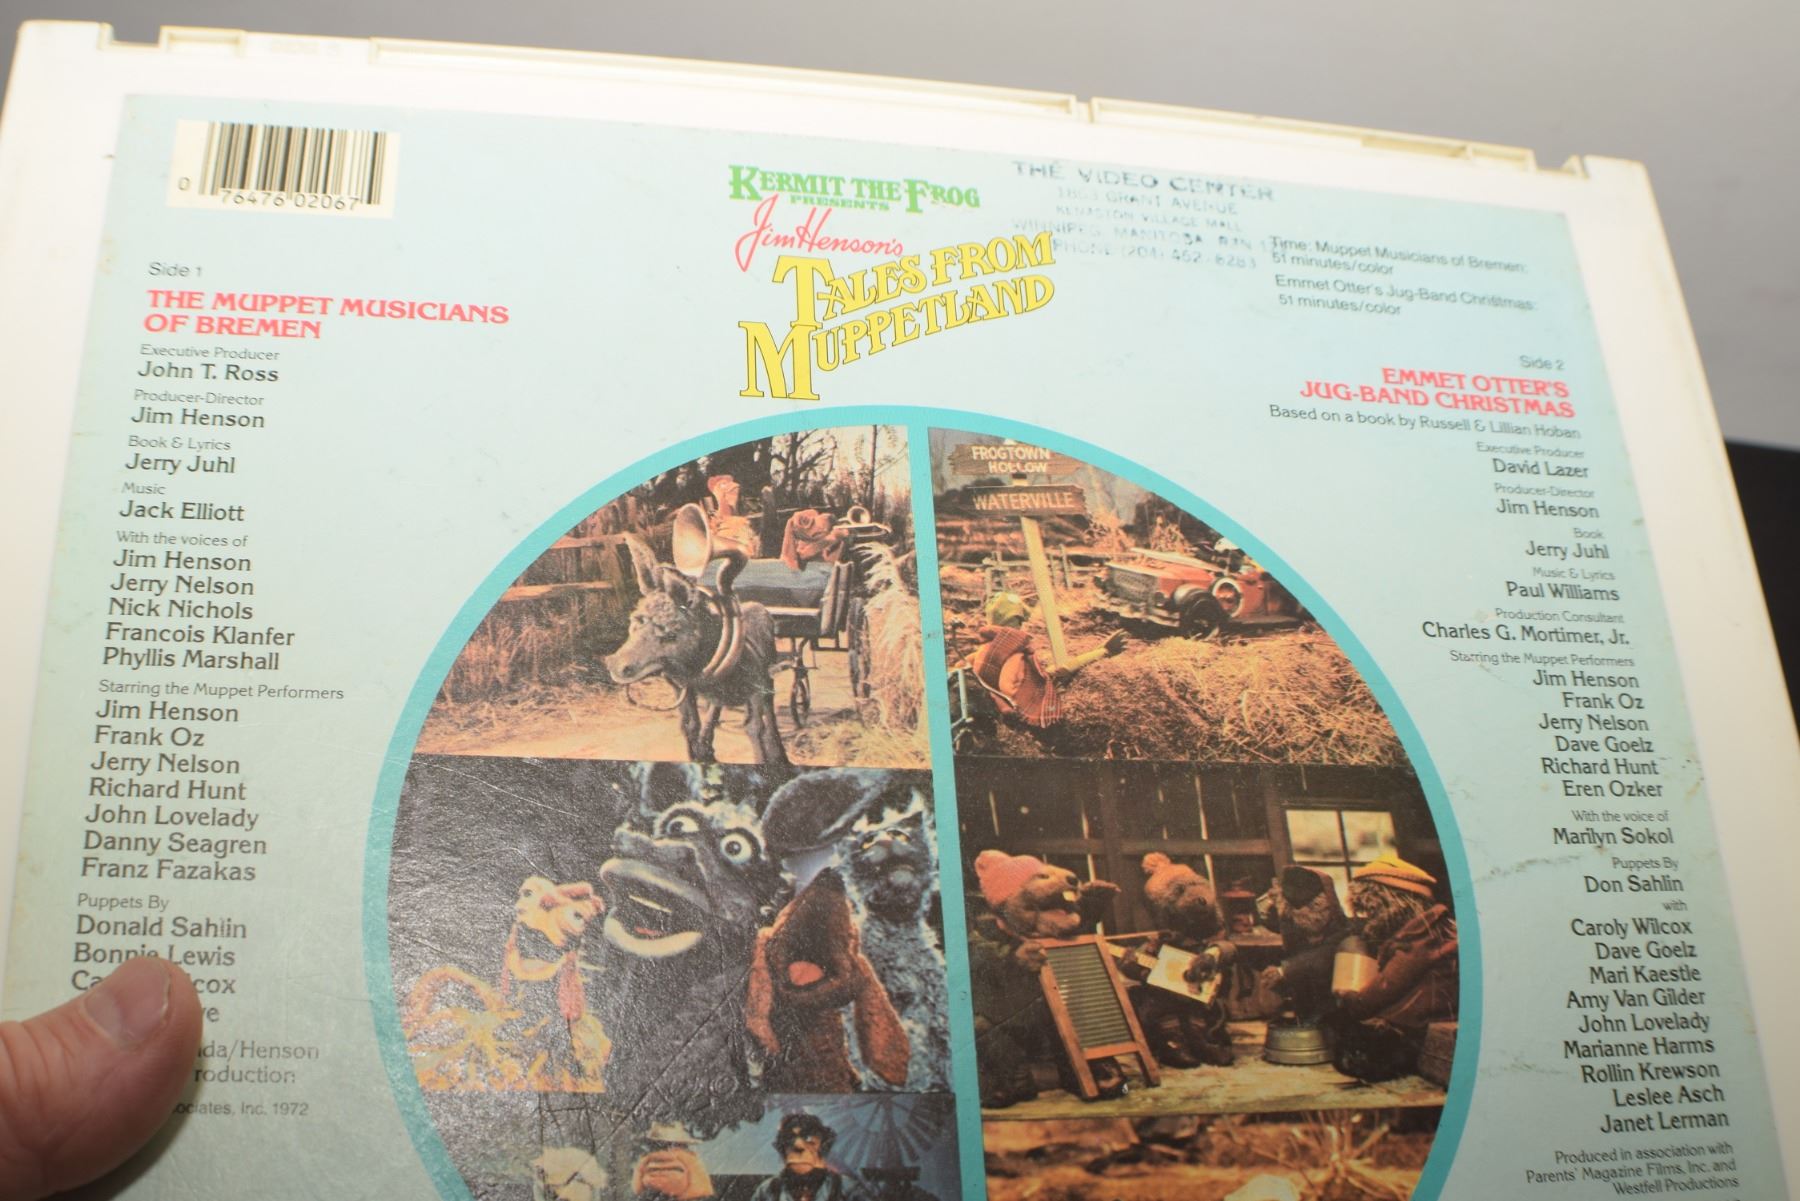 0 76476 02067
KERMIT THE FROG
PRESENTS
Jim Henson's
TALES FROM
MUPPETLAND
THE VIDEO CENTER
1863 GRANT AVENUE
KENASTON VILLAGE MALL
WINNIPEG, MANITOBA R3N
PHONE (204) 452-8283
Time: Muppet Musicians of Bremen:
51 minutes/color
Emmet Otter's Jug-Band Christmas:
51 minutes/color
Side 1
THE MUPPET MUSICIANS
OF BREMEN
Executive Producer
John T. Ross
Producer-Director
Jim Henson
Book & Lyrics
Jerry Juhl
Music
Jack Elliott
With the voices of
Jim Henson
Jerry Nelson
Nick Nichols
Francois Klanfer
Phyllis Marshall
Starring the Muppet Performers
Jim Henson
Frank Oz
Jerry Nelson
Richard Hunt
John Lovelady
Danny Seagren
Franz Fazakas
Puppets By
Donald Sahlin
Bonnie Lewis
/Henson
1972
FROGTOWN
HOLLOW
WATERVILLE
Side 2
EMMET OTTER'S
JUG-BAND CHRISTMAS
Based on a book by Russell & Lillian Hoban
Executive Producer
David Lazer
Producer-Director
Jim Henson
Book
Jerry Juhl
Music & Lyrics
Paul Williams
Production Consultant
Charles G. Mortimer, Jr.
Starring the Muppet Performers
Jim Henson
Frank Oz
Jerry Nelson
Dave Goelz
Richard Hunt
Eren Ozker
With the voice of
Marilyn Sokol
Puppets By
Don Sahlin
with
Caroly Wilcox
Dave Goelz
Mari Kaestle
Amy Van Gilder
John Lovelady
Marianne Harms
Rollin Krewson
Leslee Asch
Janet Lerman
Produced in association with
Parents' Magazine Films, Inc. and
Westfell Productions